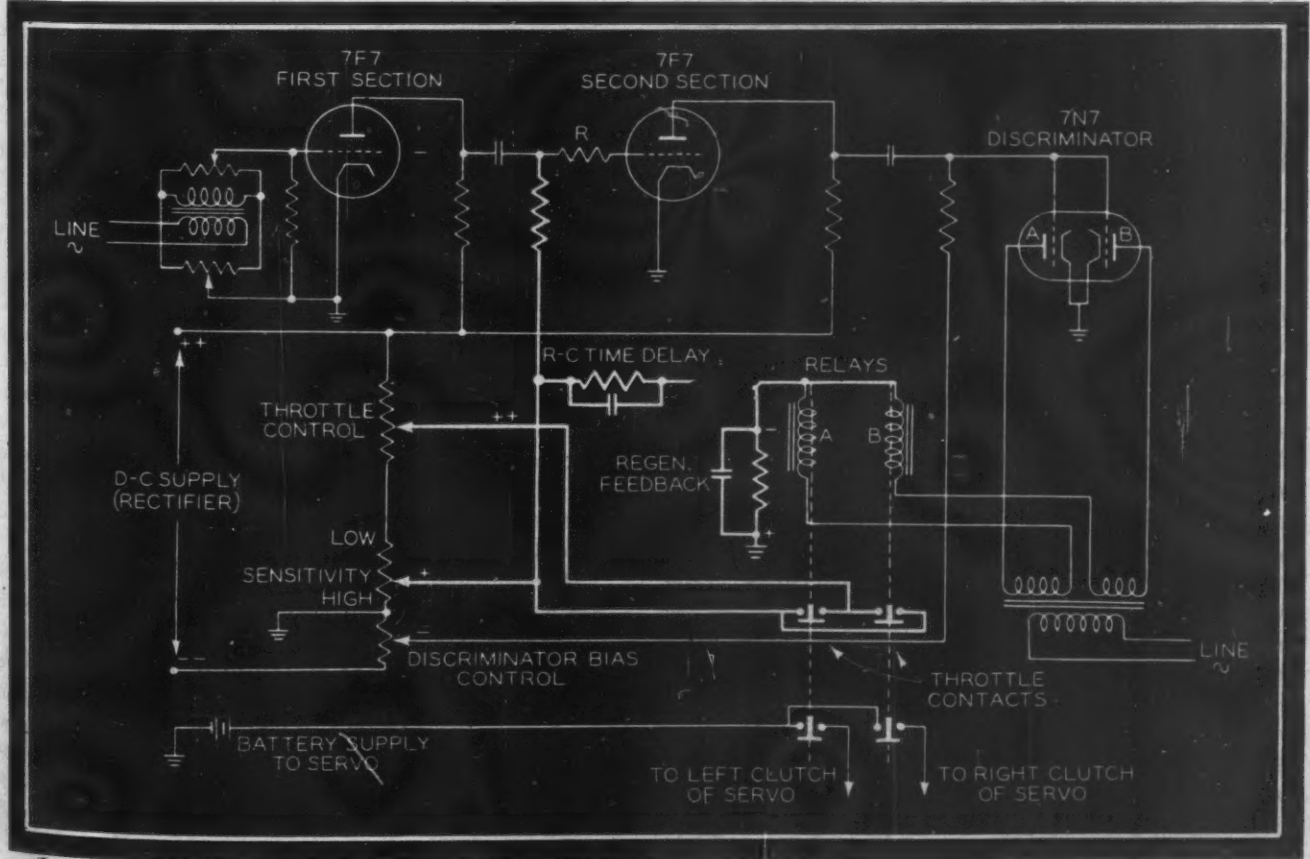 7F7
FIRST SECTION
7F7
SECOND SECTION
7N7
DISCRIMINATOR
R
LINE
~
A
B
++
R-C TIME DELAY
RELAYS
THROTTLE
CONTROL
++
A
B
-
REGEN.
FEEDBACK
+
D-C SUPPLY
(RECTIFIER)
LOW
SENSITIVITY
HIGH
+
-
--
DISCRIMINATOR BIAS
CONTROL
THROTTLE
CONTACTS
LINE
~
BATTERY SUPPLY
TO SERVO
TO LEFT CLUTCH
OF SERVO
TO RIGHT CLUTCH
OF SERVO